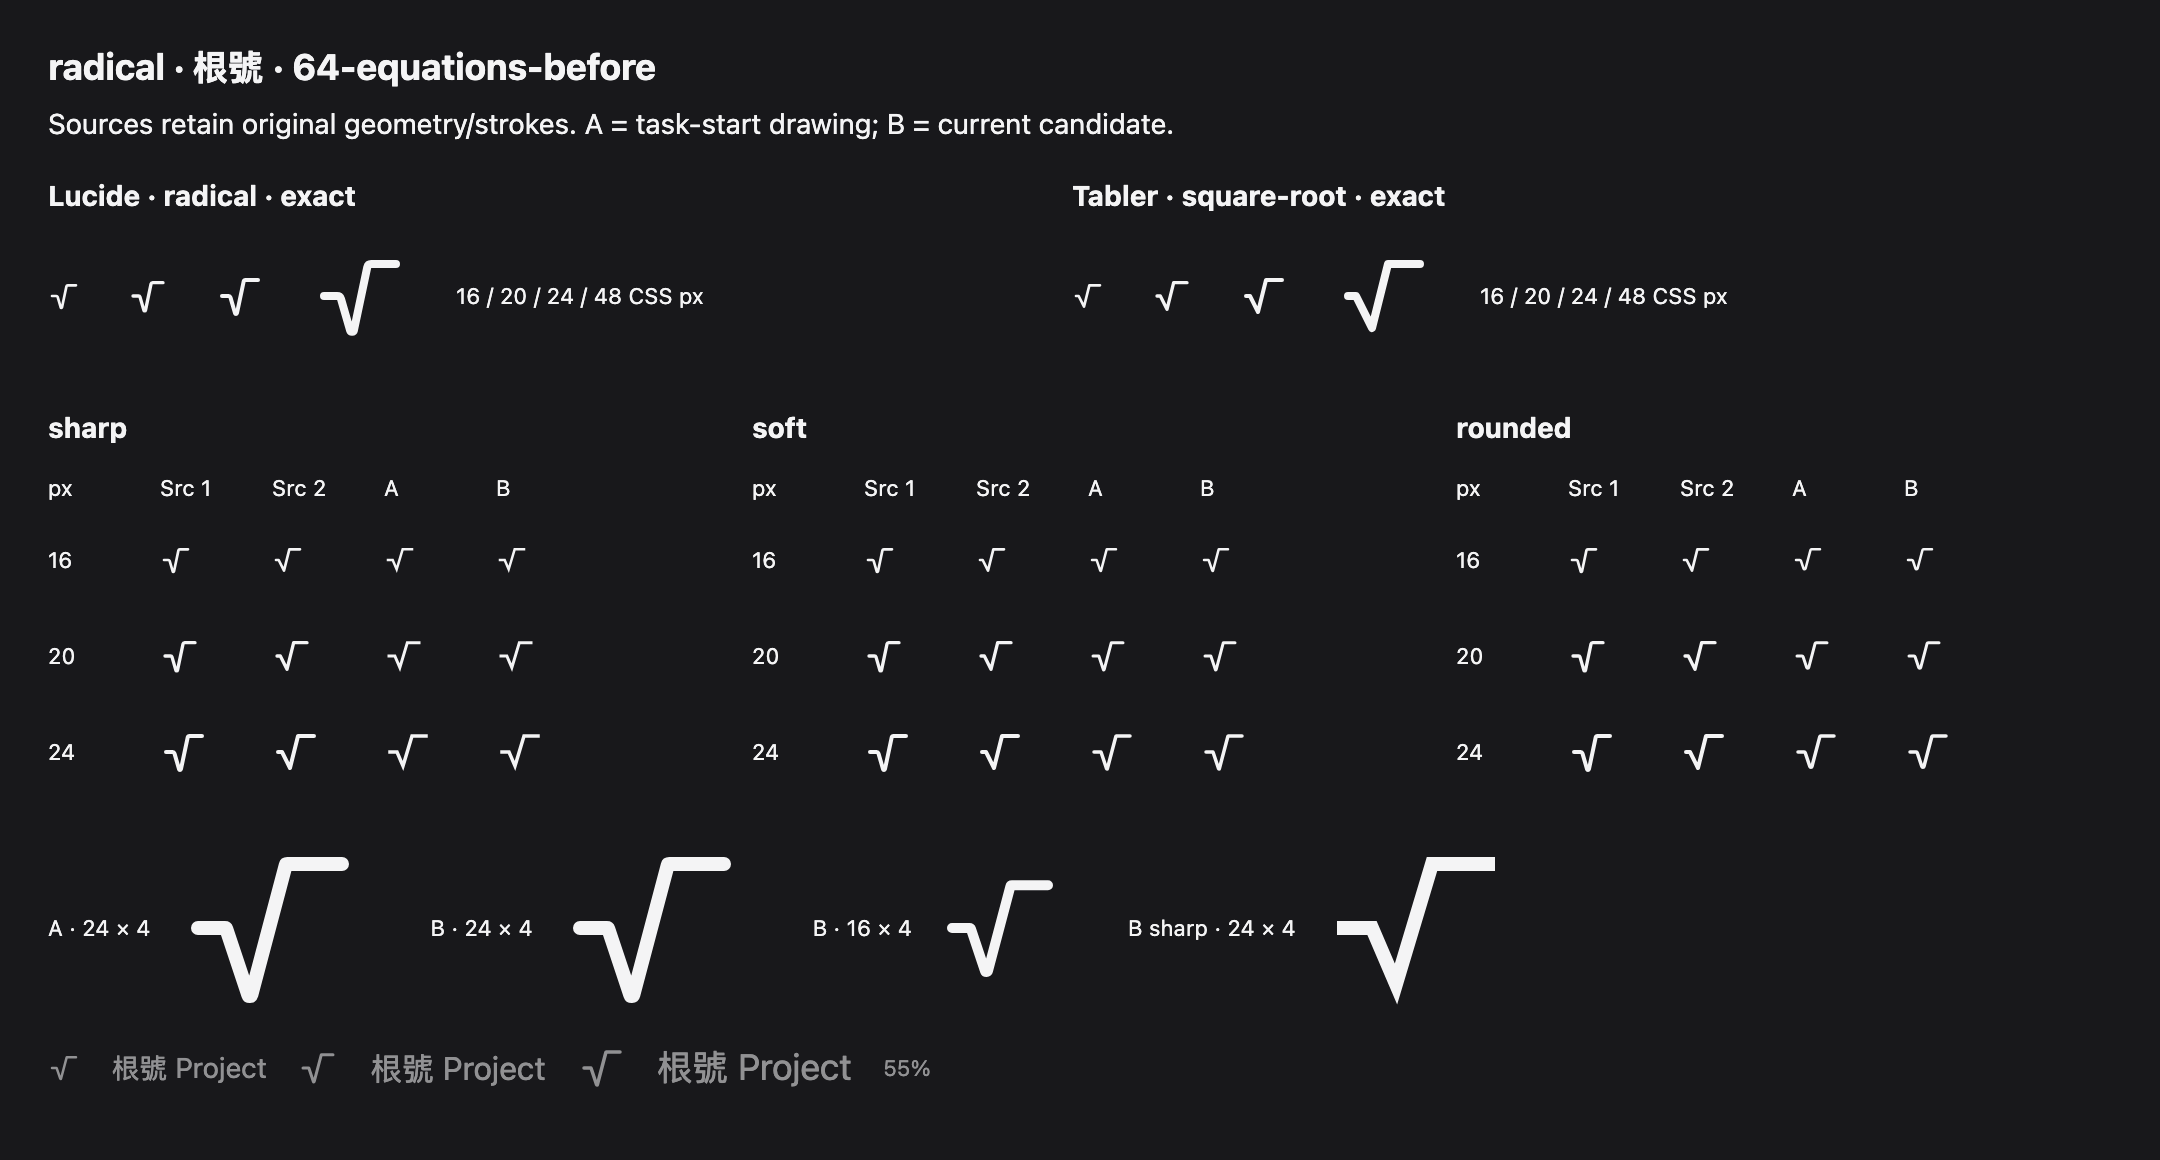 radical · 根號 · 64-equations-before
Sources retain original geometry/strokes. A = task-start drawing; B = current candidate.
Lucide · radical · exact
16 / 20 / 24 / 48 CSS px
Tabler · square-root · exact
16 / 20 / 24 / 48 CSS px
sharp
px Src 1 Src 2 A B
16
20
24
soft
px Src 1 Src 2 A B
16
20
24
rounded
px Src 1 Src 2 A B
16
20
24
A · 24 × 4
B · 24 × 4
B · 16 × 4
B sharp · 24 × 4
根號 Project 根號 Project 根號 Project 55%